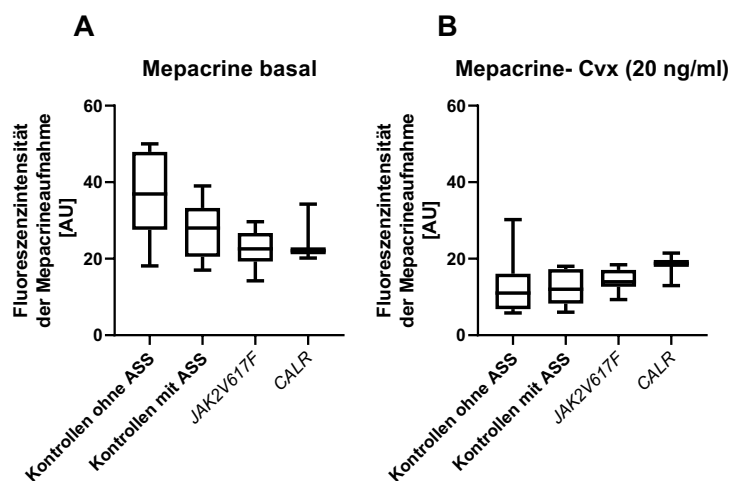 A
Mepacrine basal
Fluoreszenzintensität
der Mepacrineaufnahme
[AU]
60
40
20
0
Kontrollen ohne ASS
Kontrollen mit ASS
JAK2V617F
CALR
B
Mepacrine- Cvx (20 ng/ml)
Fluoreszenzintensität
der Mepacrineaufnahme
[AU]
60
40
20
0
Kontrollen ohne ASS
Kontrollen mit ASS
JAK2V617F
CALR